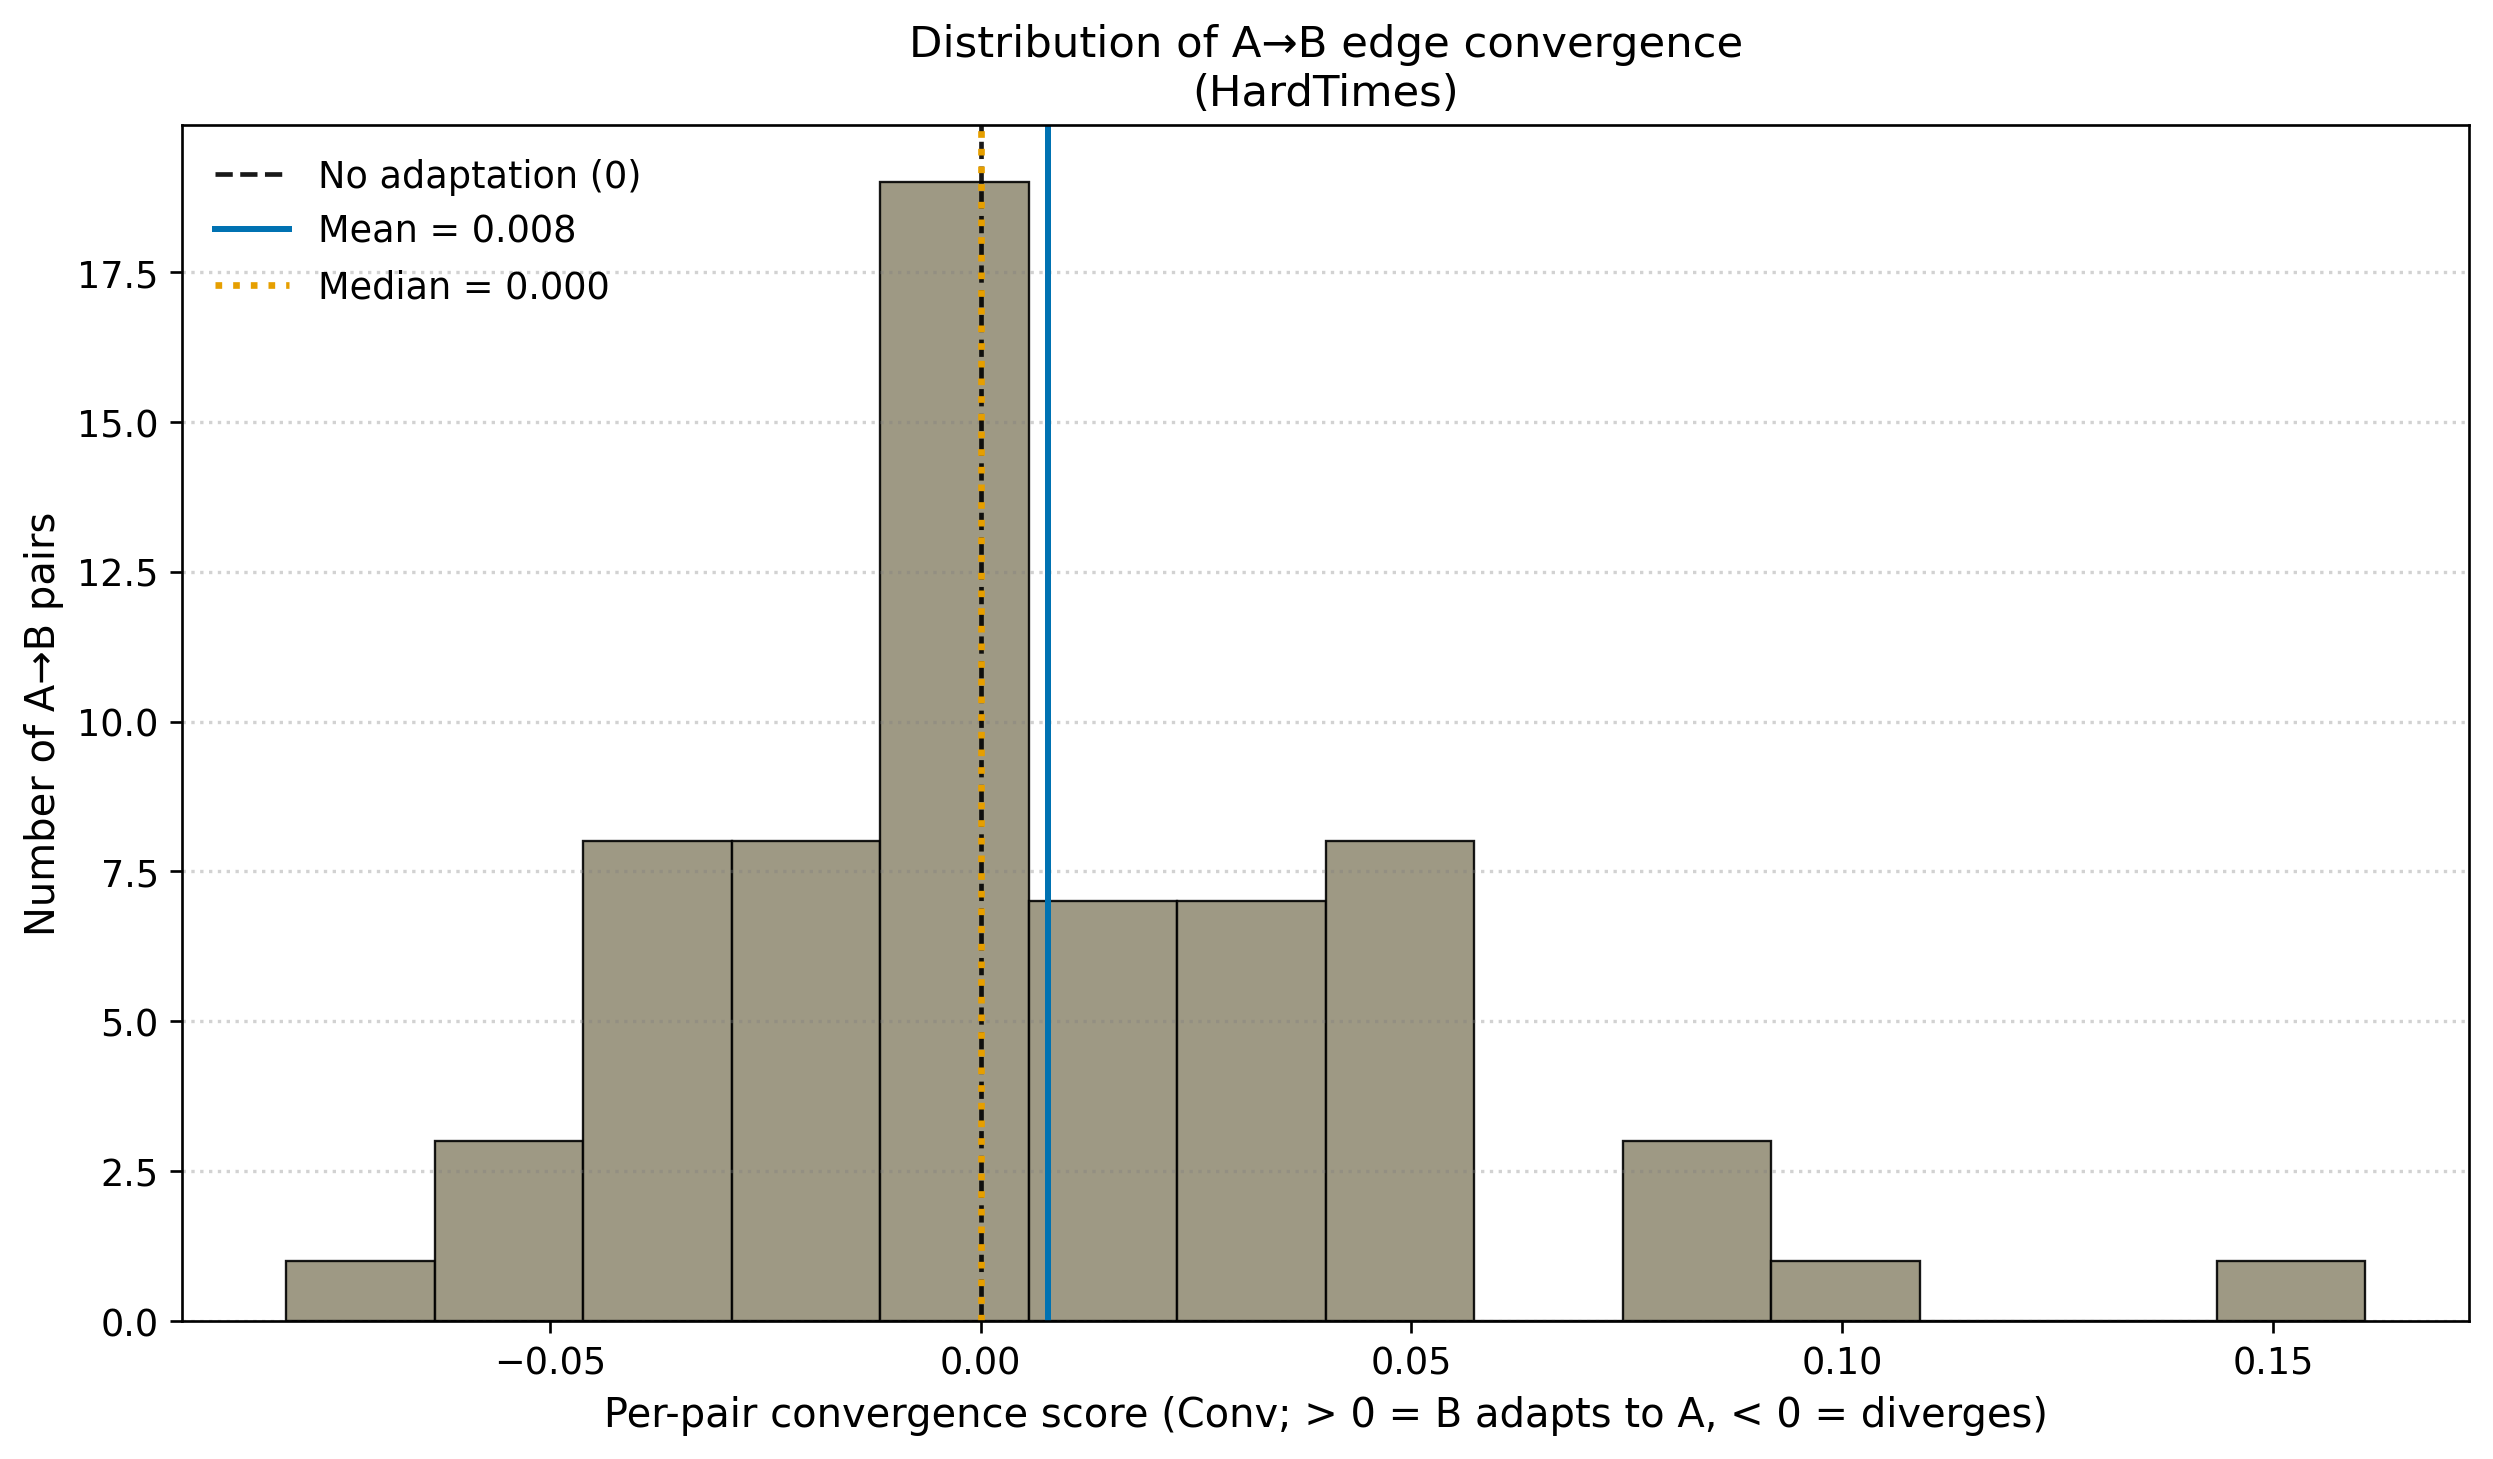 Distribution of A→B edge convergence
(HardTimes)
No adaptation (0)
Mean = 0.008
Median = 0.000
Number of A→B pairs
17.5
15.0
12.5
10.0
7.5
5.0
2.5
0.0
−0.05 0.00 0.05 0.10 0.15
Per-pair convergence score (Conv; > 0 = B adapts to A, < 0 = diverges)